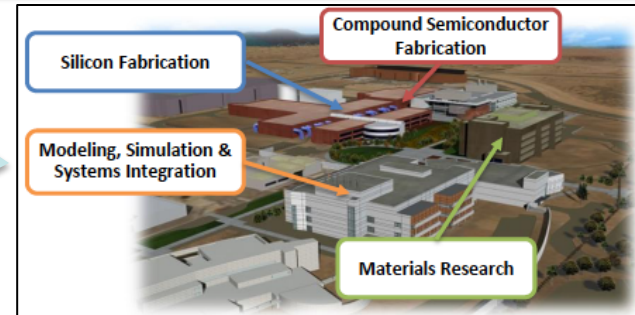 Compound Semiconductor
Fabrication
Silicon Fabrication
Modeling, Simulation &
Systems Integration
Materials Research